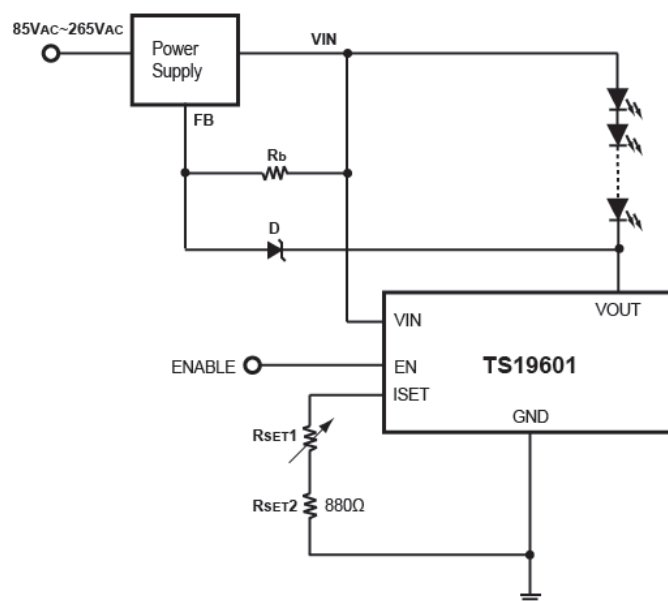 85VAC~265VAC
Power
Supply
VIN
FB
Rb
D
VOUT
VIN
ENABLE
EN
TS19601
ISET
GND
RSET1
RSET2 880Ω